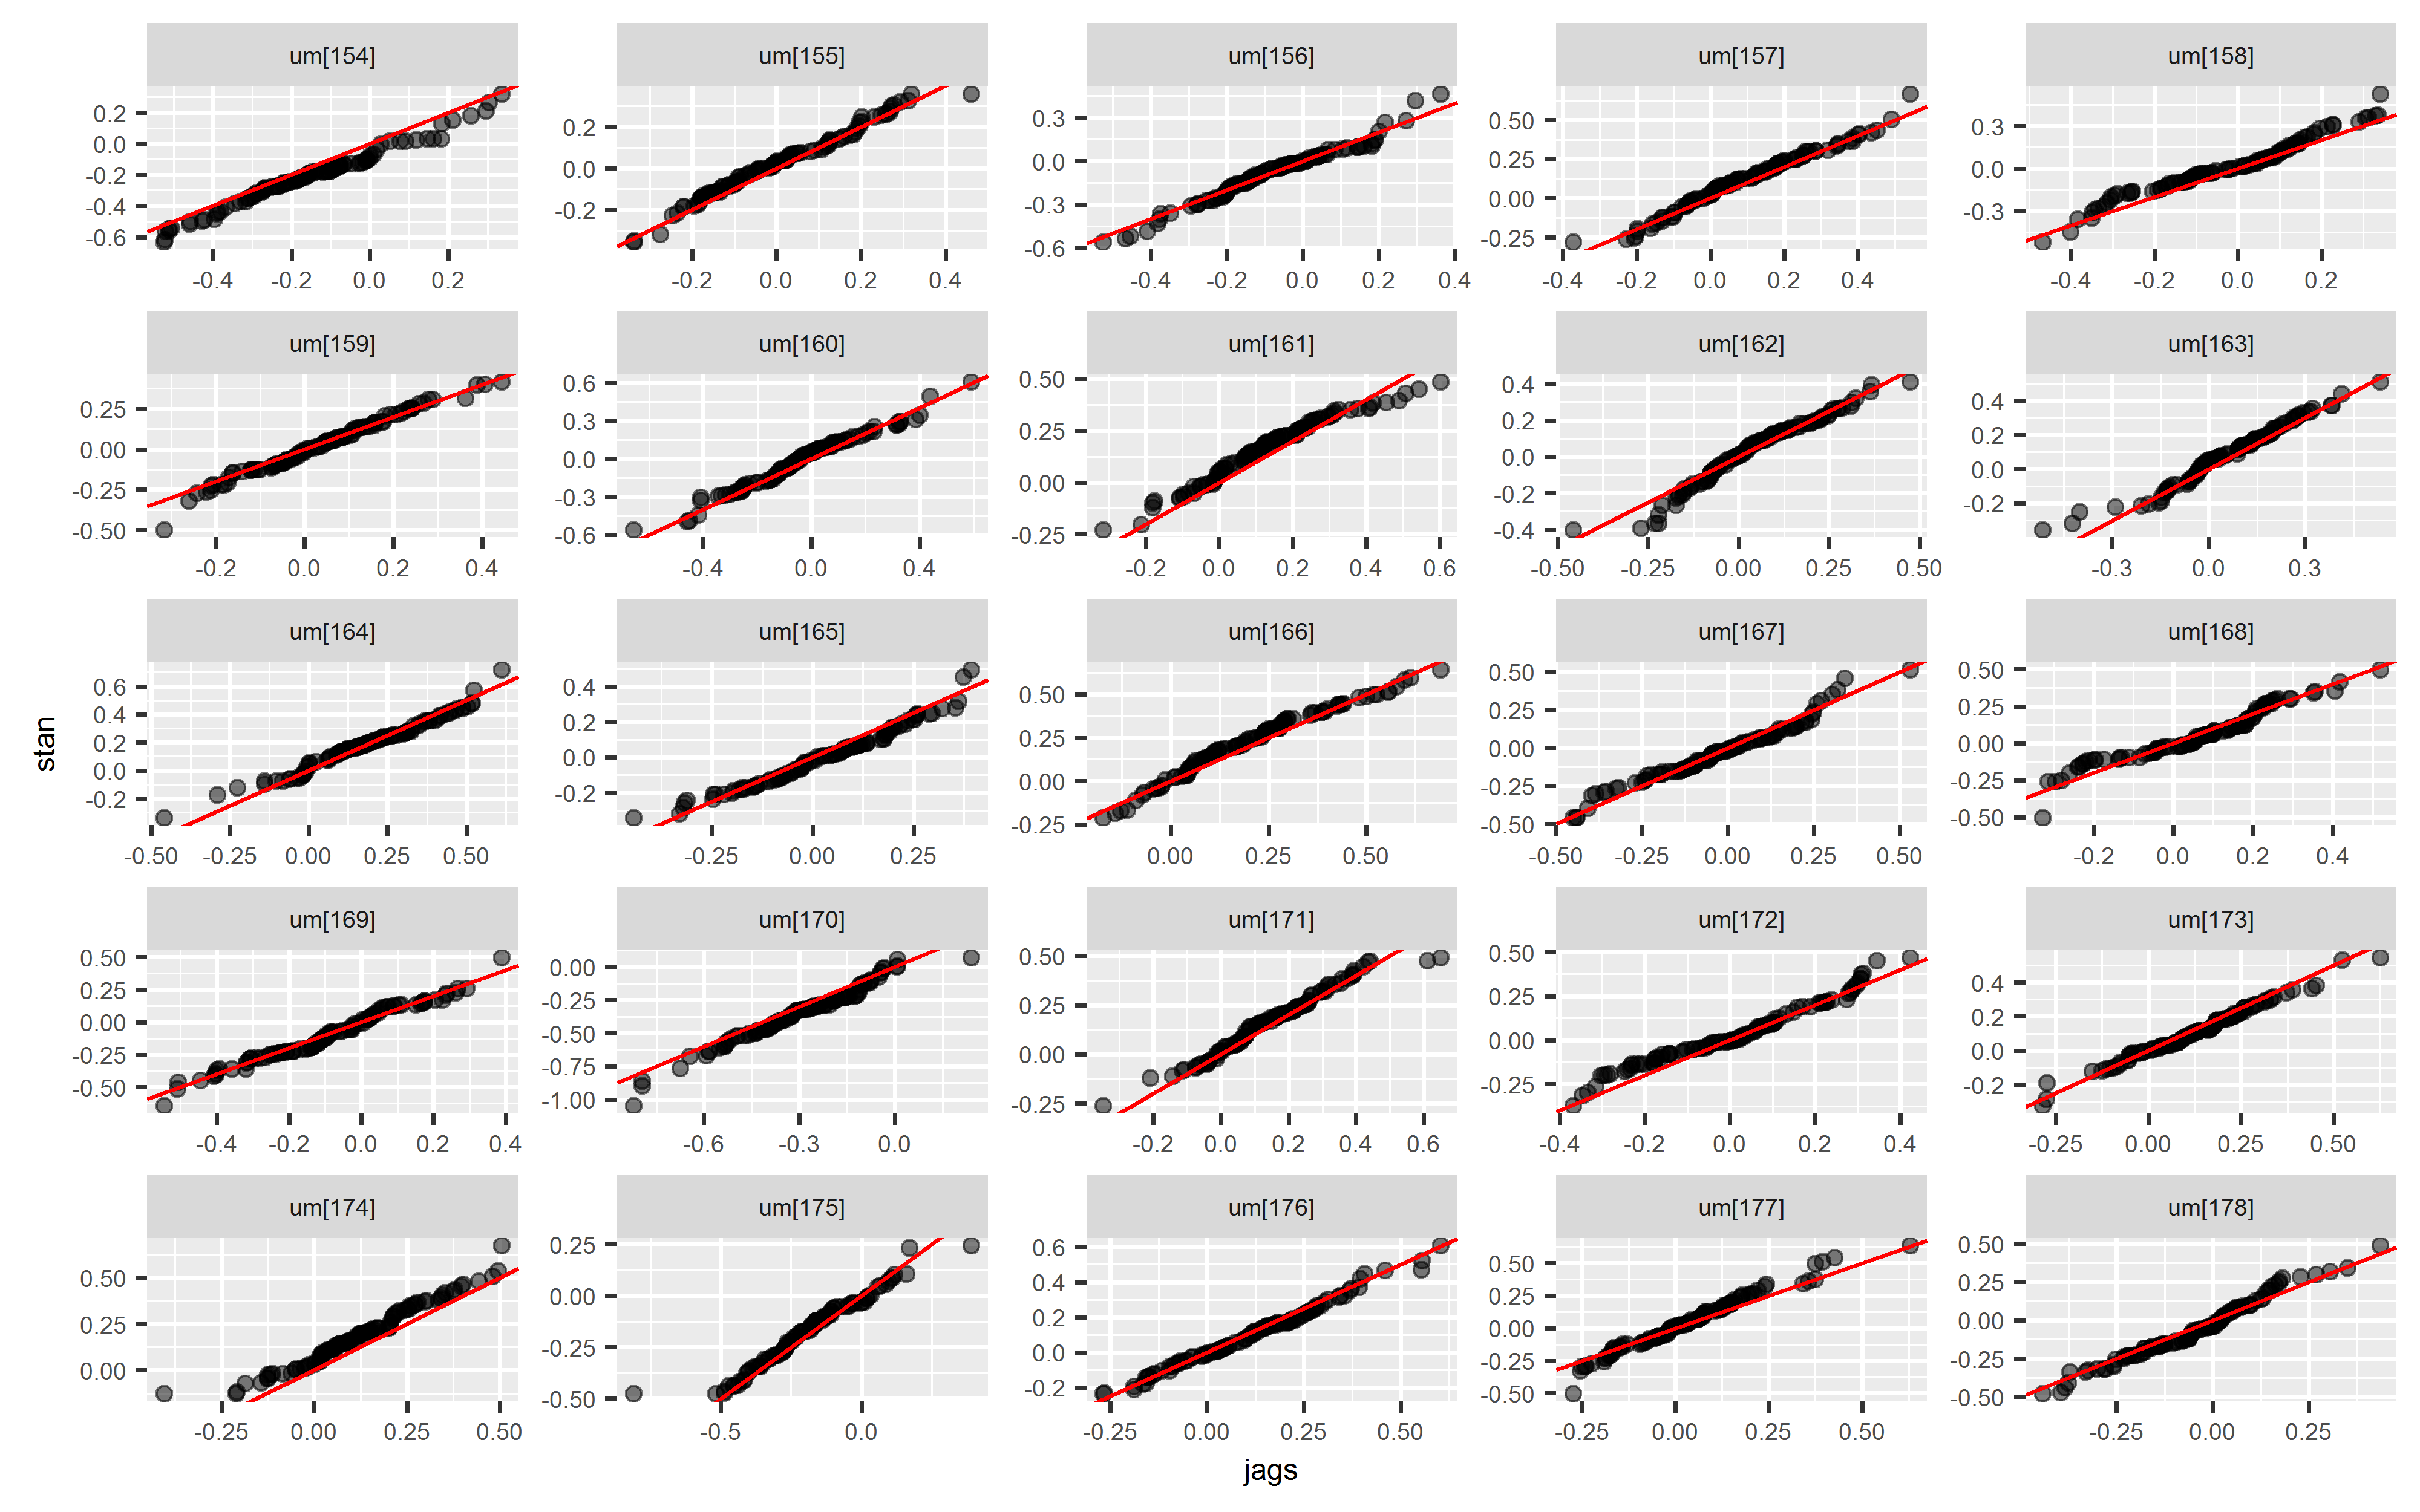 um[154] um[155] um[156] um[157] um[158]
0.2 0.0 -0.2 -0.4 -0.6
0.2 0.0 -0.2
0.3 0.0 -0.3 -0.6
0.50 0.25 0.00 -0.25
0.3 0.0 -0.3
-0.4 -0.2 0.0 0.2
-0.2 0.0 0.2 0.4
-0.4 -0.2 0.0 0.2 0.4
-0.4 -0.2 0.0 0.2 0.4
-0.4 -0.2 0.0 0.2
um[159] um[160] um[161] um[162] um[163]
0.25 0.00 -0.25 -0.50
0.6 0.3 0.0 -0.3 -0.6
0.50 0.25 0.00 -0.25
0.4 0.2 0.0 -0.2 -0.4
0.4 0.2 0.0 -0.2
-0.2 0.0 0.2 0.4
-0.4 0.0 0.4
-0.2 0.0 0.2 0.4 0.6
-0.50 -0.25 0.00 0.25 0.50
-0.3 0.0 0.3
um[164] um[165] um[166] um[167] um[168]
0.6 0.4 0.2 0.0 -0.2
0.4 0.2 0.0 -0.2
0.50 0.25 0.00 -0.25
0.50 0.25 0.00 -0.25 -0.50
0.50 0.25 0.00 -0.25 -0.50
-0.50 -0.25 0.00 0.25 0.50
-0.25 0.00 0.25
0.00 0.25 0.50
-0.50 -0.25 0.00 0.25 0.50
-0.2 0.0 0.2 0.4
stan
um[169] um[170] um[171] um[172] um[173]
0.50 0.25 0.00 -0.25 -0.50
0.00 -0.25 -0.50 -0.75 -1.00
0.50 0.25 0.00 -0.25
0.50 0.25 0.00 -0.25
0.4 0.2 0.0 -0.2
-0.4 -0.2 0.0 0.2 0.4
-0.6 -0.3 0.0
-0.2 0.0 0.2 0.4 0.6
-0.4 -0.2 0.0 0.2 0.4
-0.25 0.00 0.25 0.50
um[174] um[175] um[176] um[177] um[178]
0.50 0.25 0.00
0.25 0.00 -0.25 -0.50
0.6 0.4 0.2 0.0 -0.2
0.50 0.25 0.00 -0.25 -0.50
0.50 0.25 0.00 -0.25 -0.50
-0.25 0.00 0.25 0.50
-0.5 0.0
-0.25 0.00 0.25 0.50
-0.25 0.00 0.25 0.50
-0.25 0.00 0.25
jags